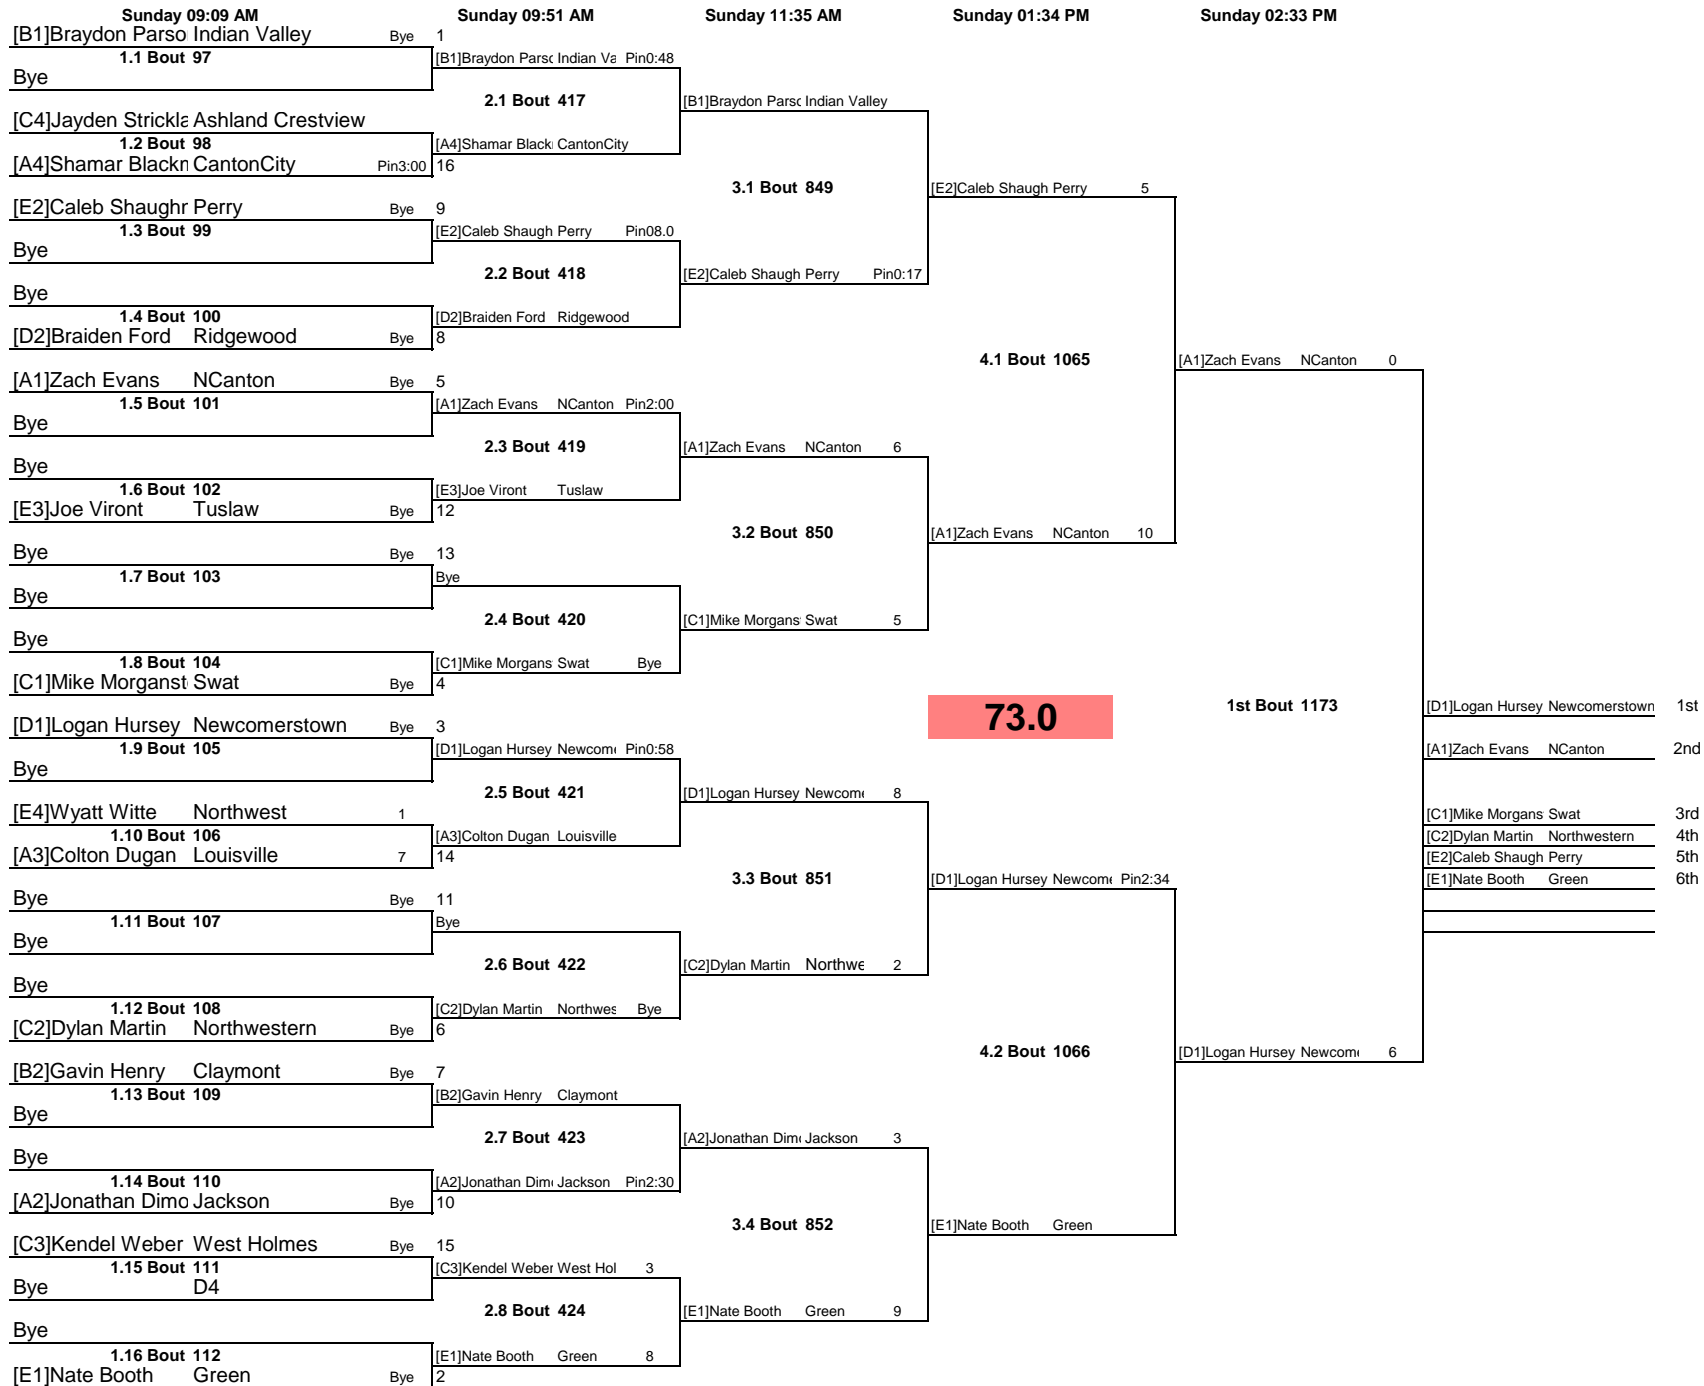 Sunday 09:09 AM Sunday 09:51 AM Sunday 11:35 AM Sunday 01:34 PM Sunday 02:33 PM
[B1]Braydon Parso Indian Valley Bye 1
1.1 Bout 97 [B1]Braydon Parsc Indian Va Pin0:48
Bye
2.1 Bout 417 [B1]Braydon Parsc Indian Valley
[C4]Jayden Strickla Ashland Crestview
1.2 Bout 98 [A4]Shamar Black CantonCity
[A4]Shamar Blackn CantonCity Pin3:00 16
3.1 Bout 849 [E2]Caleb Shaugh Perry 5
[E2]Caleb Shaughr Perry Bye 9
1.3 Bout 99 [E2]Caleb Shaugh Perry Pin08.0
Bye
2.2 Bout 418 [E2]Caleb Shaugh Perry Pin0:17
Bye
1.4 Bout 100 [D2]Braiden Ford Ridgewood
[D2]Braiden Ford Ridgewood Bye 8
4.1 Bout 1065 [A1]Zach Evans NCanton 0
[A1]Zach Evans NCanton Bye 5
1.5 Bout 101 [A1]Zach Evans NCanton Pin2:00
Bye
2.3 Bout 419 [A1]Zach Evans NCanton 6
Bye
1.6 Bout 102 [E3]Joe Viront Tuslaw
[E3]Joe Viront Tuslaw Bye 12
3.2 Bout 850 [A1]Zach Evans NCanton 10
Bye Bye 13
1.7 Bout 103 Bye
Bye
2.4 Bout 420 [C1]Mike Morgans Swat 5
Bye
1.8 Bout 104 [C1]Mike Morgans Swat Bye
[C1]Mike Morganst Swat Bye 4
73.0 1st Bout 1173 [D1]Logan Hursey Newcomerstown 1st
[D1]Logan Hursey Newcomerstown Bye 3
1.9 Bout 105 [D1]Logan Hursey Newcom Pin0:58 [A1]Zach Evans NCanton 2nd
Bye
2.5 Bout 421 [D1]Logan Hursey Newcome 8
[E4]Wyatt Witte Northwest 1 [C1]Mike Morgans Swat 3rd
1.10 Bout 106 [A3]Colton Dugan Louisville [C2]Dylan Martin Northwestern 4th
[A3]Colton Dugan Louisville 7 14 [E2]Caleb Shaugh Perry 5th
3.3 Bout 851 [D1]Logan Hursey Newcome Pin2:34 [E1]Nate Booth Green 6th
Bye Bye 11
1.11 Bout 107 Bye
Bye
2.6 Bout 422 [C2]Dylan Martin Northwe 2
Bye
1.12 Bout 108 [C2]Dylan Martin Northwes Bye
[C2]Dylan Martin Northwestern Bye 6
4.2 Bout 1066 [D1]Logan Hursey Newcom 6
[B2]Gavin Henry Claymont Bye 7
1.13 Bout 109 [B2]Gavin Henry Claymont
Bye
2.7 Bout 423 [A2]Jonathan Dim Jackson 3
Bye
1.14 Bout 110 [A2]Jonathan Dim Jackson Pin2:30
[A2]Jonathan Dimo Jackson Bye 10
3.4 Bout 852 [E1]Nate Booth Green
[C3]Kendel Weber West Holmes Bye 15
1.15 Bout 111 [C3]Kendel Weber West Hol 3
Bye D4
2.8 Bout 424 [E1]Nate Booth Green 9
Bye
1.16 Bout 112 [E1]Nate Booth Green 8
[E1]Nate Booth Green Bye 2